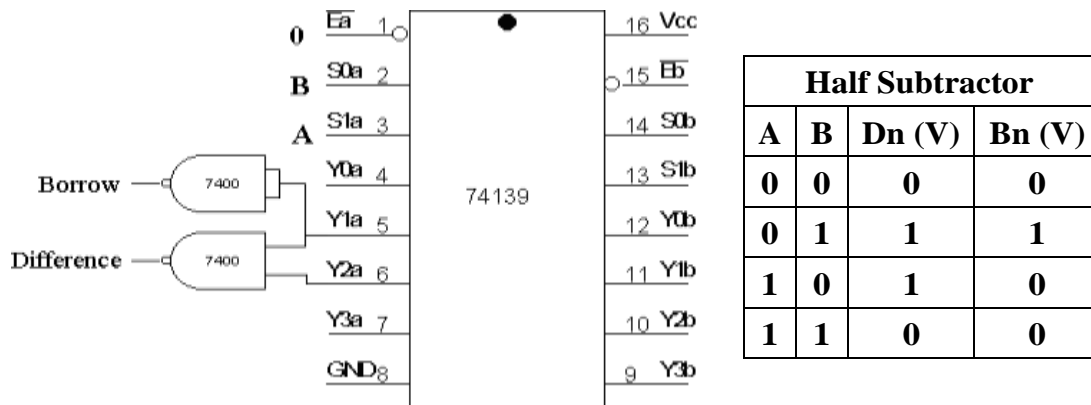 0 Ea 1
B S0a 2
A S1a 3
Y0a 4
Y1a 5
Y2a 6
Y3a 7
GND 8
Borrow 7400
Difference 7400
74139
16 Vcc
15 Eb
14 S0b
13 S1b
12 Y0b
11 Y1b
10 Y2b
9 Y3b
Half Subtractor
A B Dn (V) Bn (V)
0 0 0 0
0 1 1 1
1 0 1 0
1 1 0 0